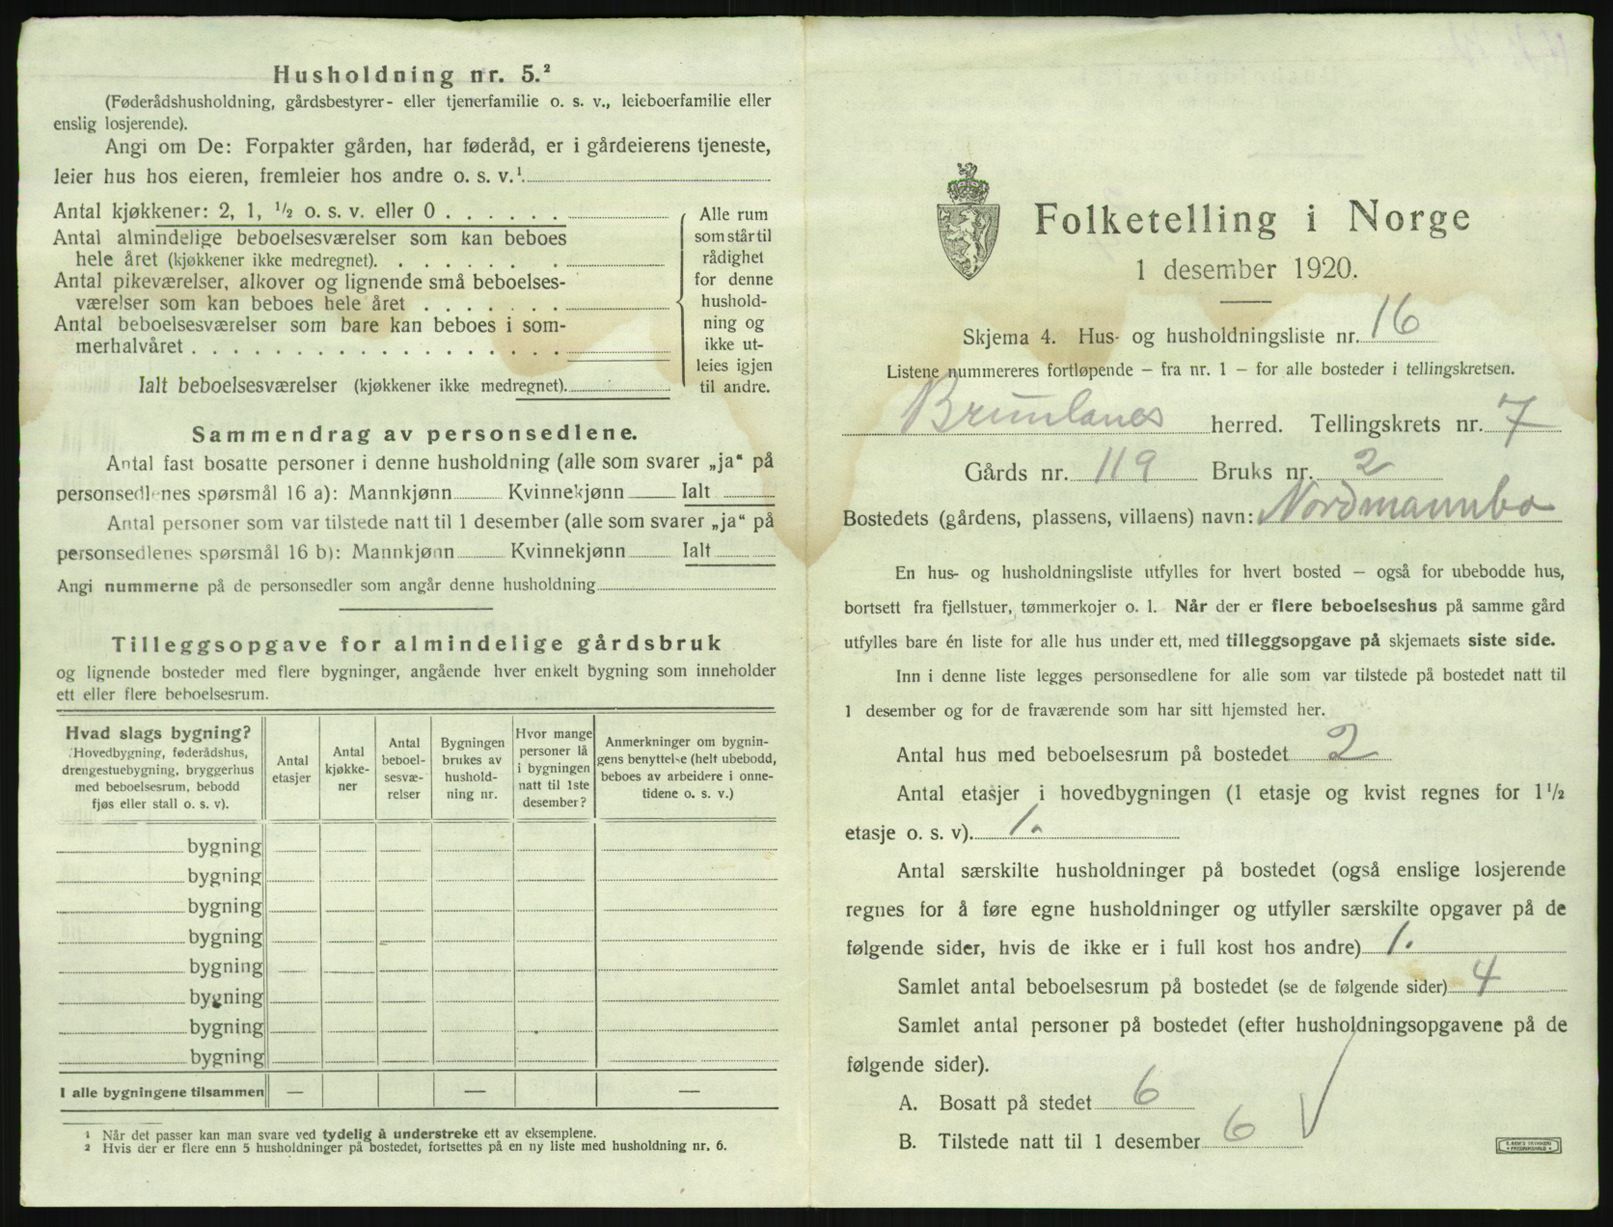 Husholdning nr. 5.²
(Føderådshusholdning, gårdsbestyrer- eller tjenerfamilie o. s. v., leieboerfamilie eller
enslig losjerende).
Angi om De: Forpakter gården, har føderåd, er i gårdeierens tjeneste,
leier hus hos eieren, fremleier hos andre o. s. v.¹
Antal kjøkkener: 2, 1, ½ o. s. v. eller 0 . . . . . .
Antal almindelige beboelsesværelser som kan beboes
hele året (kjøkkener ikke medregnet). . . . . . . .
Antal pikeværelser, alkover og lignende små beboelses-
værelser som kan beboes hele året . . . . . . .
Antal beboelsesværelser som bare kan beboes i som-
merhalvåret . . . . . . . . . . . . . . . . .
Ialt beboelsesværelser (kjøkkener ikke medregnet).
Alle rum
som står til
rådighet
for denne
hushold-
ning og
ikke ut-
leies igjen
til andre.
Sammendrag av personsedlene.
Antal fast bosatte personer i denne husholdning (alle som svarer „ja“ på
personsedlenes spørsmål 16 a): Mannkjønn Kvinnekjønn Ialt
Antal personer som var tilstede natt til 1 desember (alle som svarer „ja“ på
personsedlenes spørsmål 16 b): Mannkjønn Kvinnekjønn Ialt
Angi nummerne på de personsedler som angår denne husholdning
Tilleggsopgave for almindelige gårdsbruk
og lignende bosteder med flere bygninger, angående hver enkelt bygning som inneholder
ett eller flere beboelsesrum.
Hvad slags bygning?
(Hovedbygning, føderådshus,
drengestuebygning, bryggerhus
med beboelsesrum, bebodd
fjøs eller stall o. s. v).
Antal
etasjer
Antal
kjøkke-
ner
Antal
beboel-
sesvæ-
relser
Bygningen
brukes av
hushold-
ning nr.
Hvor mange
personer lå
i bygningen
natt til 1ste
desember?
Anmerkninger om bygnin-
gens benyttelse (helt ubebodd,
beboes av arbeidere i onne-
tidene o. s. v.)
bygning
bygning
bygning
bygning
bygning
bygning
bygning
bygning
I alle bygningene tilsammen — — —
¹ Når det passer kan man svare ved tydelig å understreke ett av eksemplene.
² Hvis der er flere enn 5 husholdninger på bostedet, fortsettes på en ny liste med husholdning nr. 6.
Folketelling i Norge
1 desember 1920.
Skjema 4. Hus- og husholdningsliste nr. 16
Listene nummereres fortløpende – fra nr. 1 – for alle bosteder i tellingskretsen.
Brunlanes herred. Tellingskrets nr. 7
Gårds nr. 119 Bruks nr. 2
Bostedets (gårdens, plassens, villaens) navn: Nordmannbo
En hus- og husholdningsliste utfylles for hvert bosted – også for ubebodde hus,
bortsett fra fjellstuer, tømmerkojer o. l. Når der er flere beboelseshus på samme gård
utfylles bare én liste for alle hus under ett, med tilleggsopgave på skjemaets siste side.
Inn i denne liste legges personsedlene for alle som var tilstede på bostedet natt til
1 desember og for de fraværende som har sitt hjemsted her.
Antal hus med beboelsesrum på bostedet 2
Antal etasjer i hovedbygningen (1 etasje og kvist regnes for 1½
etasje o. s. v). 1.
Antal særskilte husholdninger på bostedet (også enslige losjerende
regnes for å føre egne husholdninger og utfyller særskilte opgaver på de
følgende sider, hvis de ikke er i full kost hos andre) 1.
Samlet antal beboelsesrum på bostedet (se de følgende sider) 4
Samlet antal personer på bostedet (efter husholdningsopgavene på de
følgende sider).
A. Bosatt på stedet 6
B. Tilstede natt til 1 desember 6